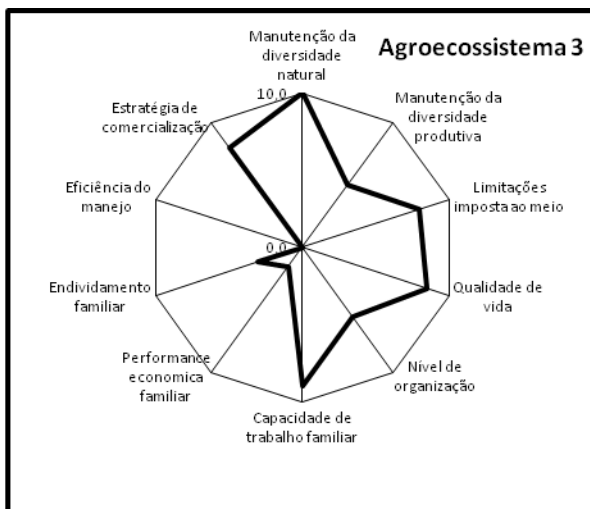 Agroecossistema 3
Manutenção da
diversidade
natural
10,0
Manutenção da
diversidade
produtiva
Limitações
imposta ao meio
Qualidade de
vida
Nível de
organização
Capacidade de
trabalho familiar
Performance
economica
familiar
Endividamento
familiar
Eficiência do
manejo
Estratégia de
comercialização
0,0